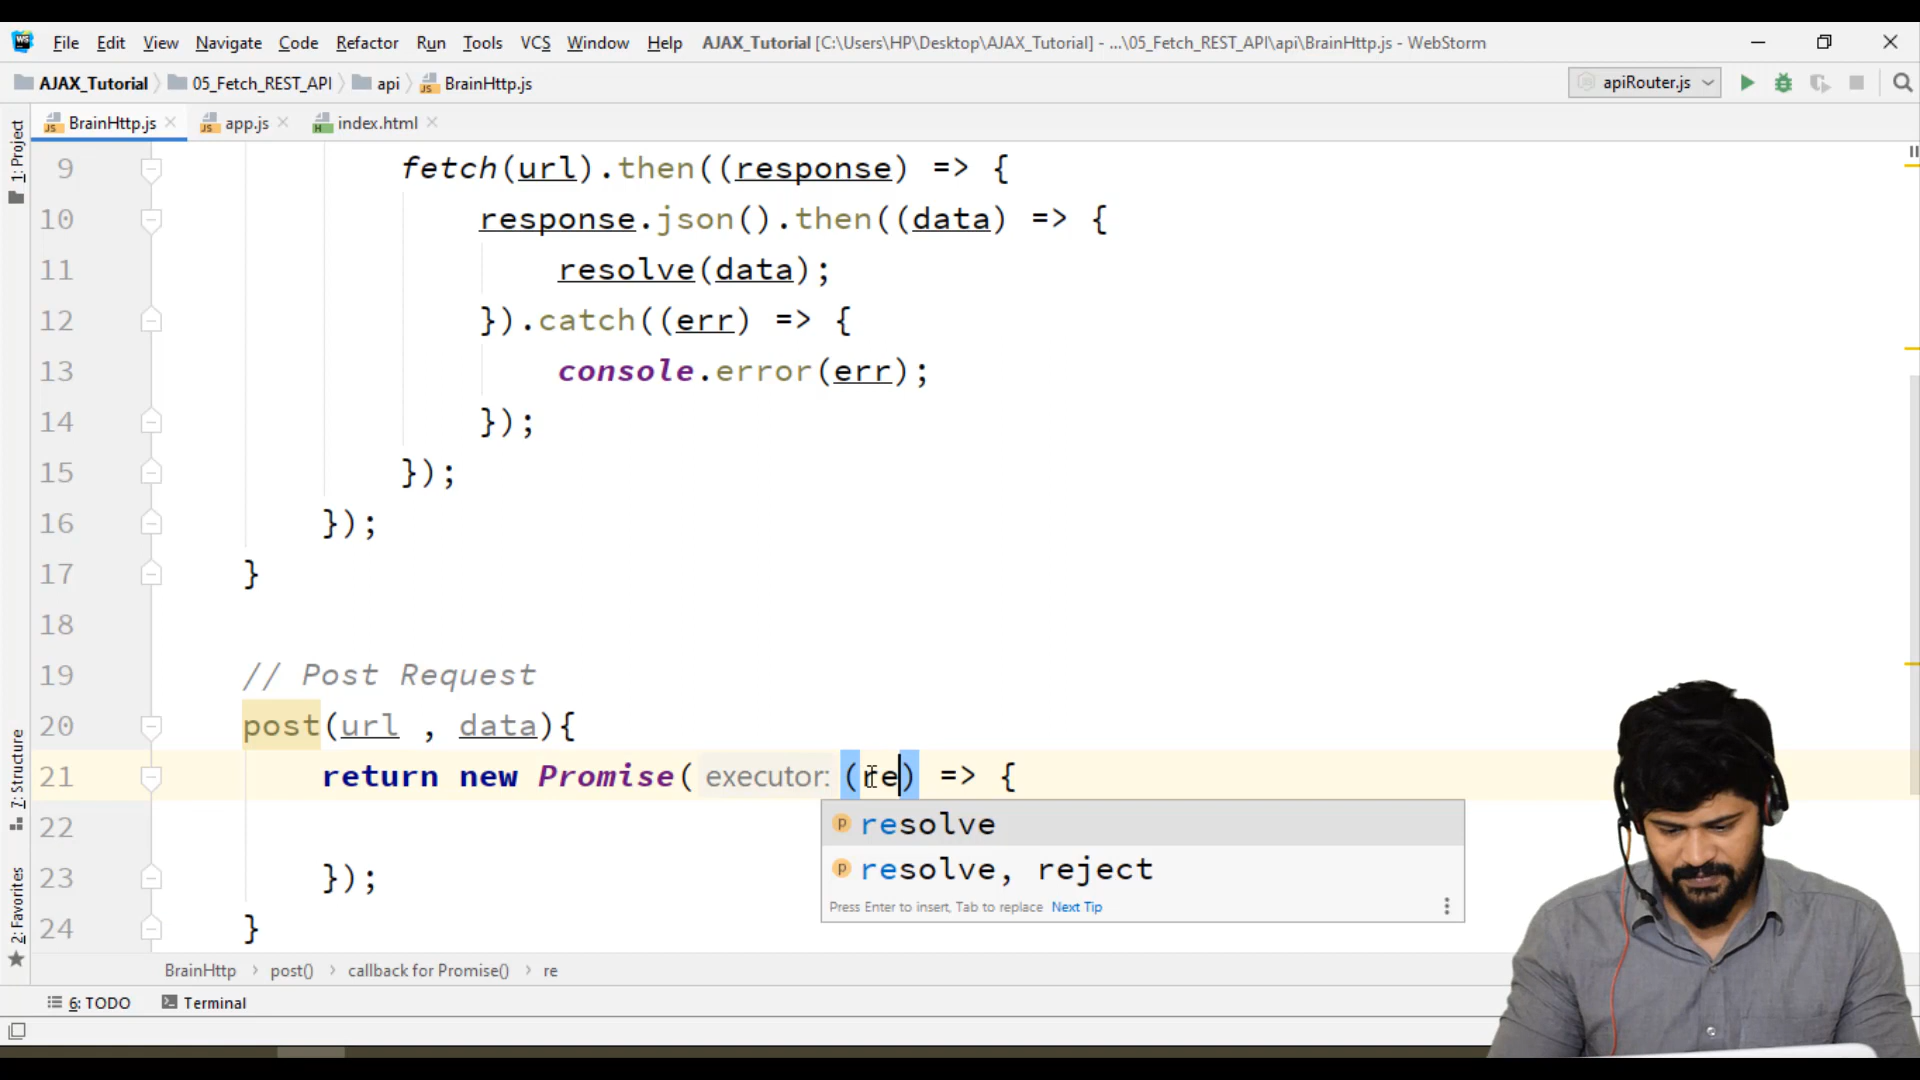 File Edit View Navigate Code Refactor Run Tools VCS Window Help AJAX_Tutorial [C:\Users\HP\Desktop\AJAX_Tutorial] - ...\05_Fetch_REST_API\api\BrainHttp.js - WebStorm
AJAX_Tutorial 05_Fetch_REST_API api BrainHttp.js apiRouter.js
BrainHttp.js app.js index.html
1: Project
7: Structure
2: Favorites
9 fetch(url).then((response) => {
10 response.json().then((data) => {
11 resolve(data);
12 }).catch((err) => {
13 console.error(err);
14 });
15 });
16 });
17 }
18
19 // Post Request
20 post(url , data){
21 return new Promise( executor: (re) => {
22
23 });
24 }
p resolve
p resolve, reject
Press Enter to insert, Tab to replace Next Tip
BrainHttp post() callback for Promise() re
6: TODO Terminal